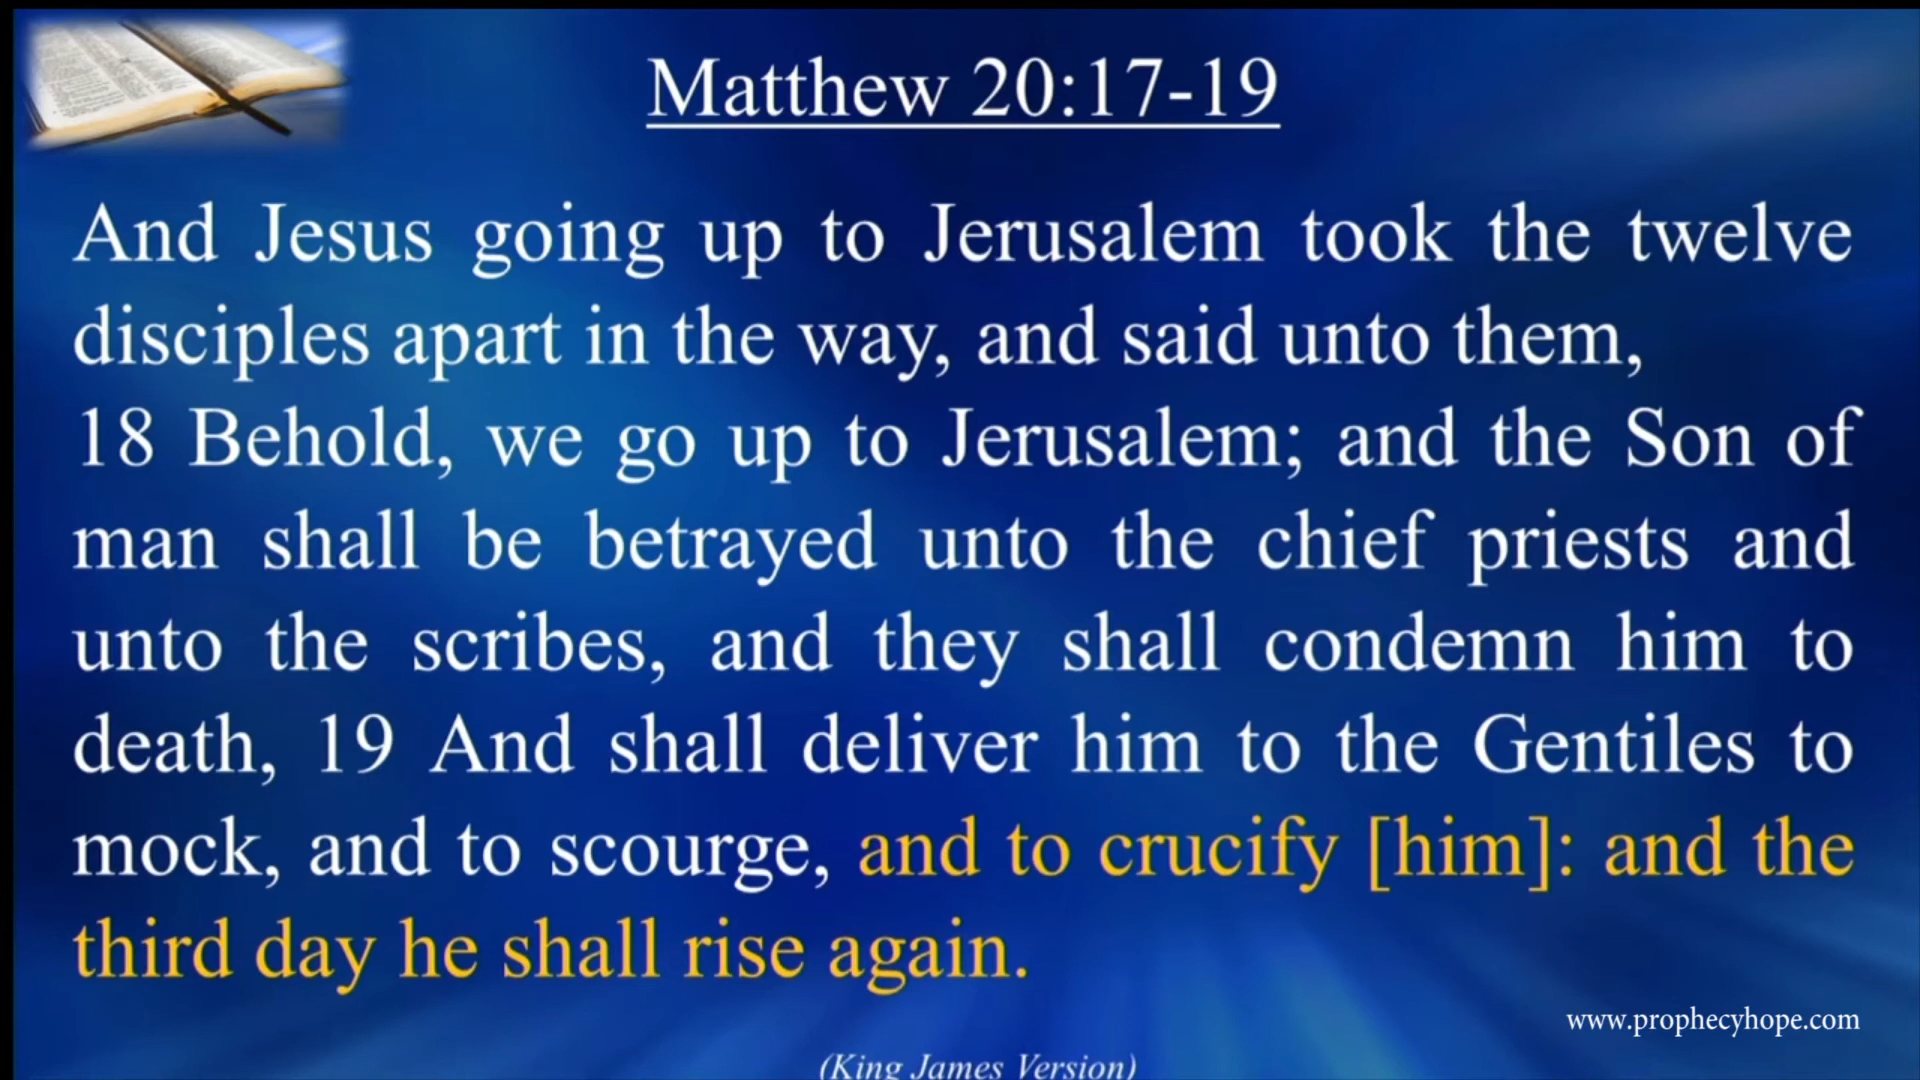 Matthew 20:17-19
And Jesus going up to Jerusalem took the twelve
disciples apart in the way, and said unto them,
18 Behold, we go up to Jerusalem; and the Son of
man shall be betrayed unto the chief priests and
unto the scribes, and they shall condemn him to
death, 19 And shall deliver him to the Gentiles to
mock, and to scourge, and to crucify [him]: and the
third day he shall rise again.
www.prophecyhope.com
(King James Version)